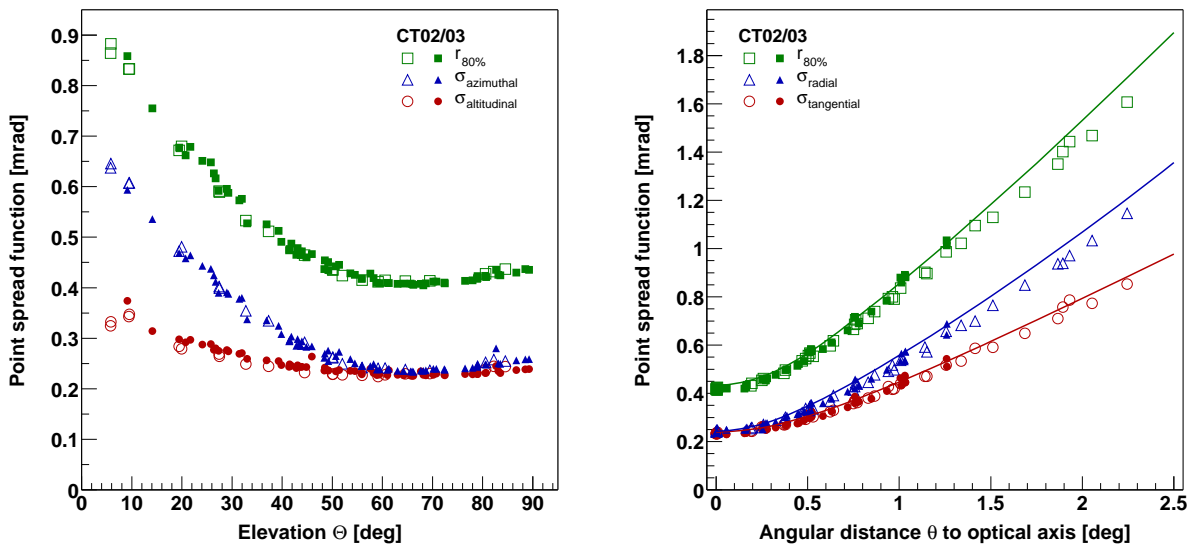 CT02/03
r80%
σazimuthal
σaltitudinal
Point spread function [mrad]
0.9
0.8
0.7
0.6
0.5
0.4
0.3
0.2
0.1
0
0 10 20 30 40 50 60 70 80 90
Elevation Θ [deg]
CT02/03
r80%
σradial
σtangential
Point spread function [mrad]
1.8
1.6
1.4
1.2
1
0.8
0.6
0.4
0.2
0
0 0.5 1 1.5 2 2.5
Angular distance θ to optical axis [deg]